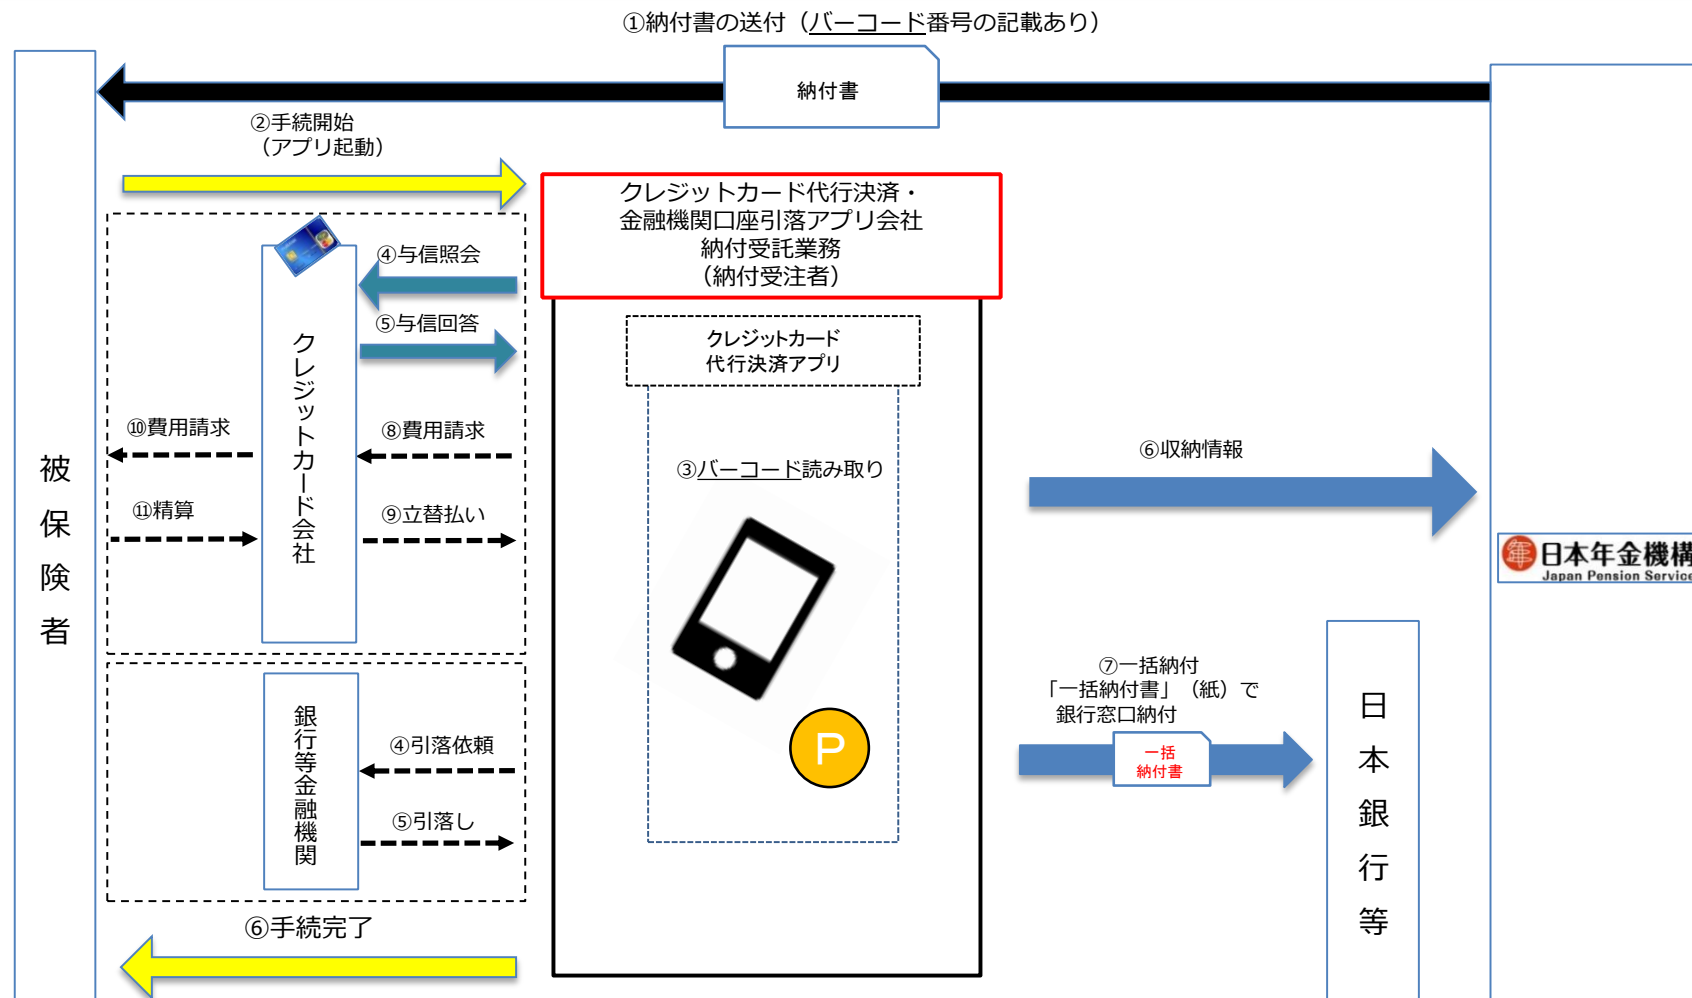 ①納付書の送付（バーコード番号の記載あり）
納付書
②手続開始
（アプリ起動）
クレジットカード代行決済・
金融機関口座引落アプリ会社
納付受託業務
（納付受注者）
④与信照会
⑤与信回答
クレジットカード会社
クレジットカード
代行決済アプリ
⑩費用請求
⑧費用請求
⑥収納情報
③バーコード読み取り
被保険者
⑪精算
⑨立替払い
日本年金機構
Japan Pension Service
⑦一括納付
「一括納付書」（紙）で
銀行窓口納付
一括
納付書
日本銀行等
銀行等金融機関
④引落依頼
P
⑤引落し
⑥手続完了